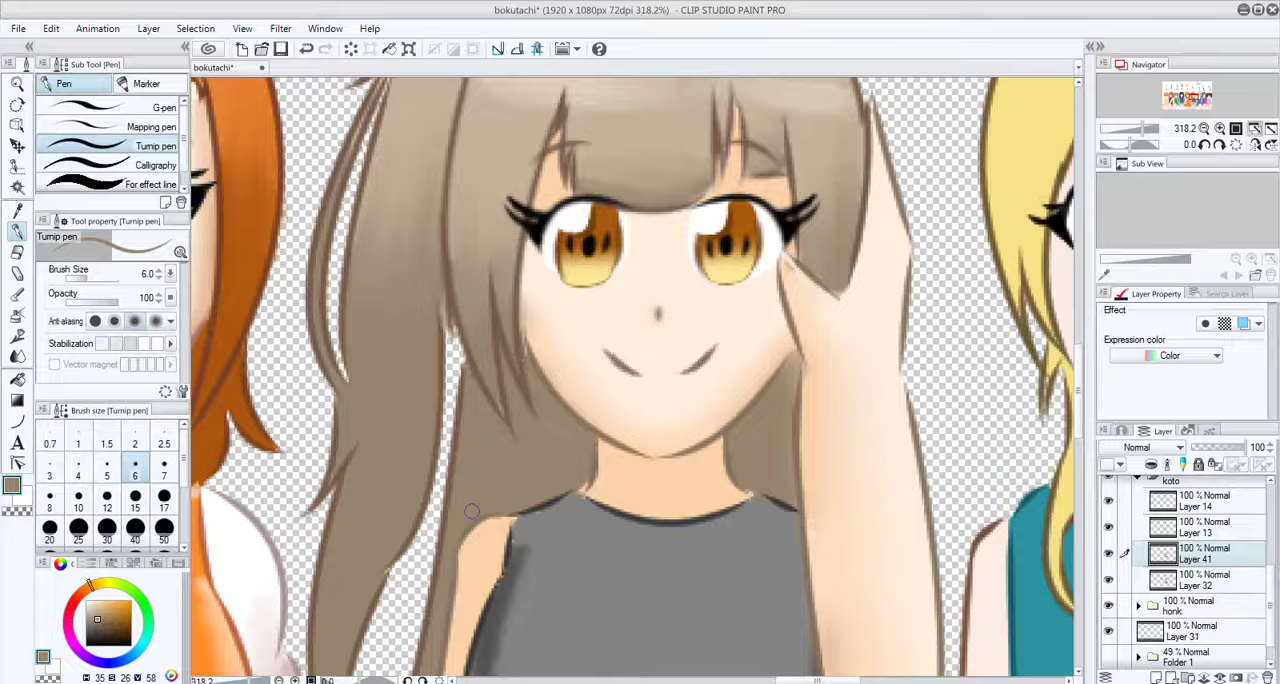 bokutachi* (1920 x 1080px 72dpi 318.2%) - CLIP STUDIO PAINT PRO
File Edit Animation Layer Selection View Filter Window Help
Sub Tool [Pen]
bokutachi*
Navigator
Pen Marker
G-pen
Mapping pen
Turnip pen
Calligraphy
For effect line
318.2
0.0
Sub View
Tool property [Turnip pen]
Turnip pen
Brush Size 6.0
Opacity 100
Anti-aliasing
Stabilization
Vector magnet
Layer Property Search Layer
Effect
Expression color
Color
Brush size [Turnip pen]
0.7 1 1.5 2 2.5
3 4 5 6 7
8 10 12 15 17
20 25 30 40 50
Layer
Normal 100
koto
100 % Normal
Layer 14
100 % Normal
Layer 13
100 % Normal
Layer 41
100 % Normal
Layer 32
100 % Normal
honk
100 % Normal
Layer 31
49 % Normal
Folder 1
H 35 S 26 V 58
318.2 0.0